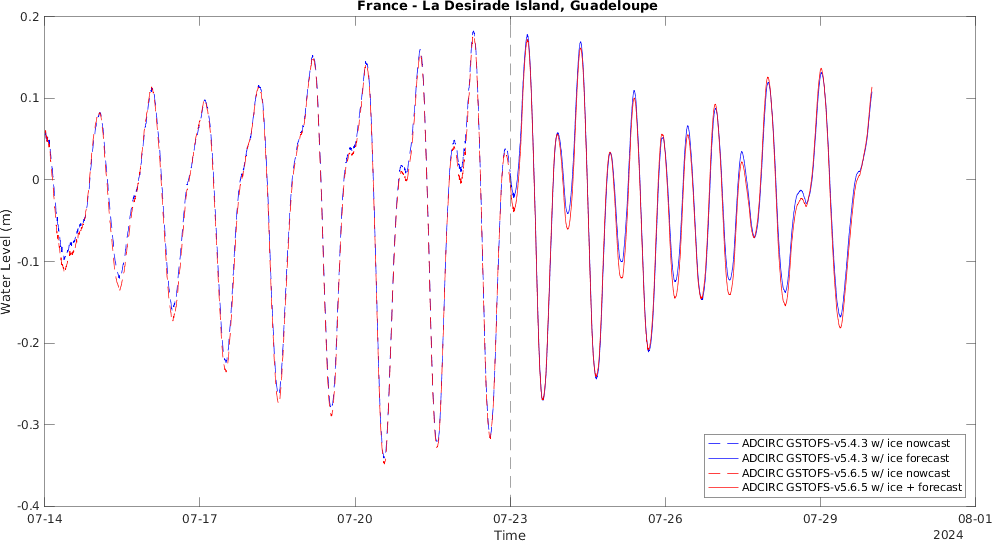 France - La Desirade Island, Guadeloupe
0.2
0.1
0
-0.1
-0.2
-0.3
-0.4
Water Level (m)
07-14
07-17
07-20
07-23
07-26
07-29
08-01
Time
2024
ADCIRC GSTOFS-v5.4.3 w/ ice nowcast
ADCIRC GSTOFS-v5.4.3 w/ ice forecast
ADCIRC GSTOFS-v5.6.5 w/ ice nowcast
ADCIRC GSTOFS-v5.6.5 w/ ice + forecast